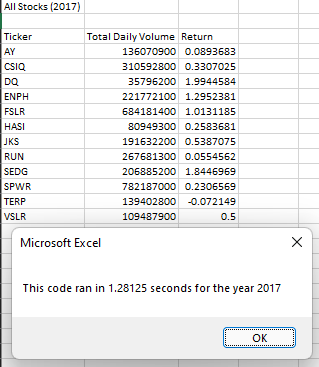 All Stocks (2017)
Ticker Total Daily Volume Return
AY 136070900 0.0893683
CSIQ 310592800 0.3307025
DQ 35796200 1.9944584
ENPH 221772100 1.2952381
FSLR 684181400 1.0131185
HASI 80949300 0.2583681
JKS 191632200 0.5387075
RUN 267681300 0.0554562
SEDG 206885200 1.8446969
SPWR 782187000 0.2306569
TERP 139402800 -0.072149
VSLR 109487900 0.5
Microsoft Excel
This code ran in 1.28125 seconds for the year 2017
OK